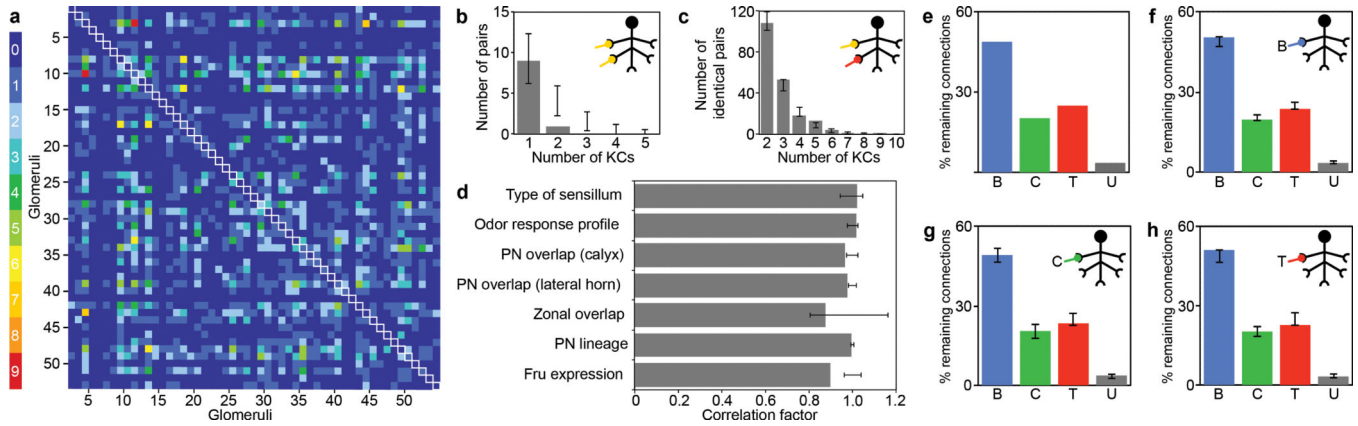 a
0
1
2
3
4
5
6
7
8
9
Glomeruli
5
10
15
20
25
30
35
40
45
50
5 10 15 20 25 30 35 40 45 50
Glomeruli
b
Number of pairs
15
10
5
0
1 2 3 4 5
Number of KCs
c
Number of
identical pairs
120
80
40
0
2 3 4 5 6 7 8 9 10
Number of KCs
d
Type of sensillum
Odor response profile
PN overlap (calyx)
PN overlap (lateral horn)
Zonal overlap
PN lineage
Fru expression
0 0.2 0.4 0.6 0.8 1.0 1.2
Correlation factor
e
% remaining connections
60
30
B C T U
f
% remaining connections
60
30
0
B
B C T U
g
% remaining connections
60
30
0
C
B C T U
h
% remaining connections
60
30
0
T
B C T U